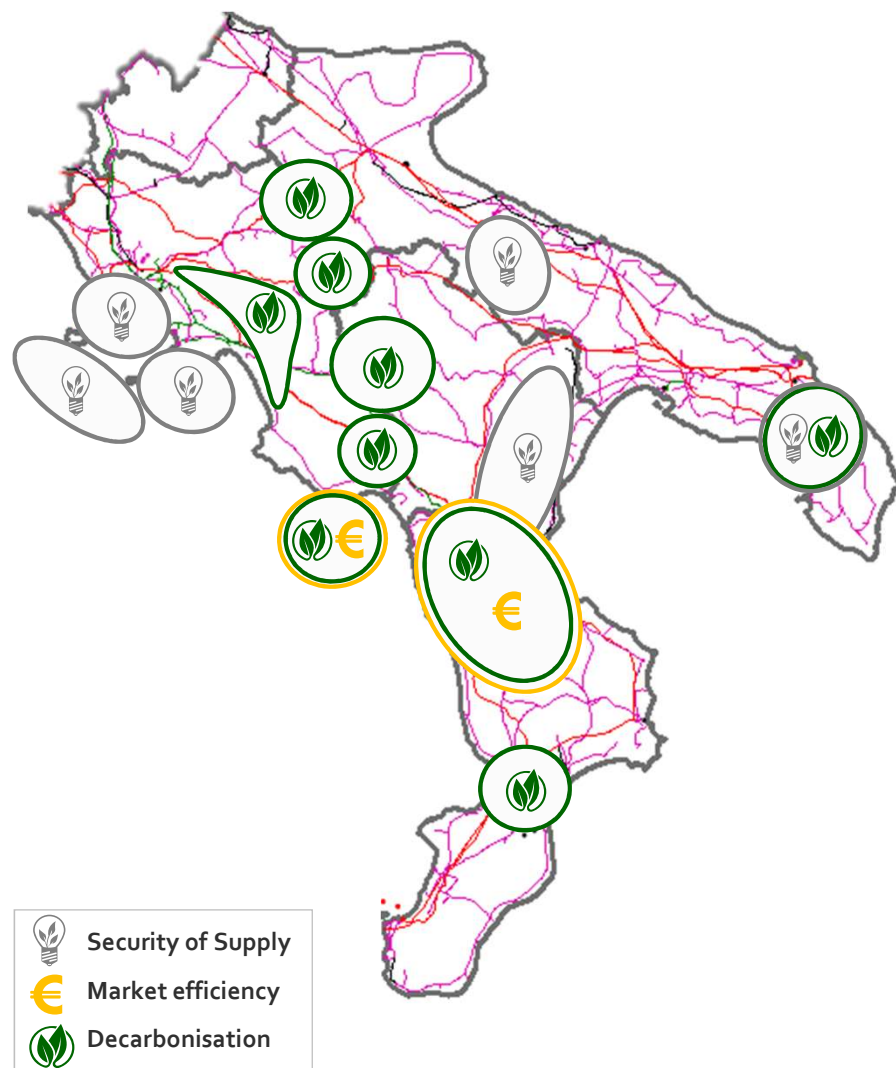 €
€
Security of Supply
€ Market efficiency
Decarbonisation